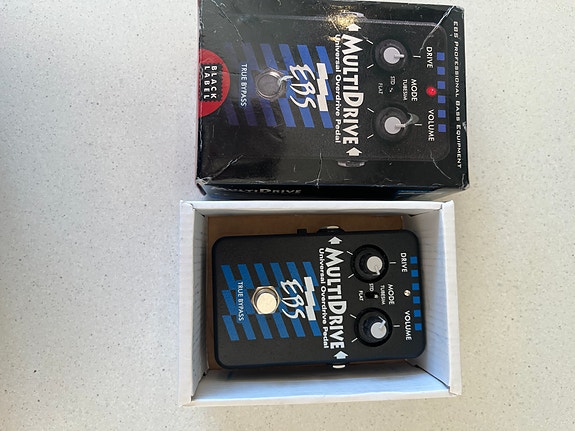 EBS PROFESSIONAL BASS EQUIPMENT
DRIVE
VOLUME
MODE
TUBESIM
STD
FLAT
MULTIDRIVE
Universal Overdrive Pedal
EBS
TRUE BYPASS
BLACK
LABEL
MULTIDRIVE
DRIVE
VOLUME
MODE
TUBESIM
STD
FLAT
MULTIDRIVE
Universal Overdrive Pedal
EBS
TRUE BYPASS